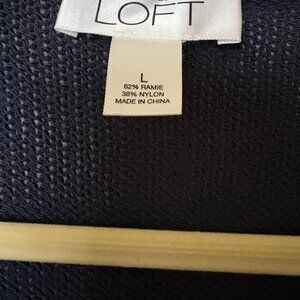 LOFT
L
62% RAMIE
38% NYLON
MADE IN CHINA